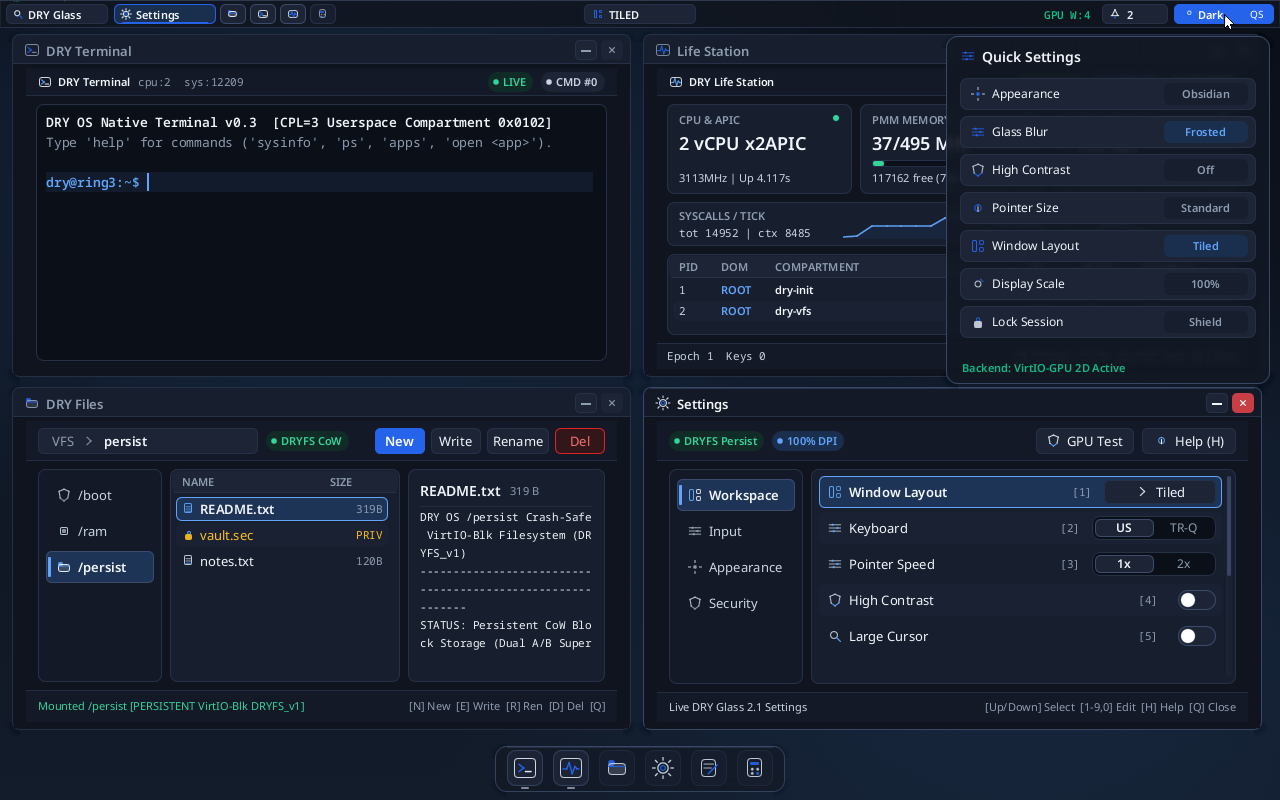 DRY Glass
Settings
TILED
GPU W:4
2
Dark
QS
DRY Terminal
DRY Terminal cpu:2 sys:12209
LIVE
CMD #0
DRY OS Native Terminal v0.3 [CPL=3 Userspace Compartment 0x0102]
Type 'help' for commands ('sysinfo', 'ps', 'apps', 'open <app>').
dry@ring3:~$
Life Station
DRY Life Station
CPU & APIC
2 vCPU x2APIC
3113MHz | Up 4.117s
PMM MEMORY
37/495 M
117162 free (7
SYSCALLS / TICK
tot 14952 | ctx 8485
PID DOM COMPARTMENT
1 ROOT dry-init
2 ROOT dry-vfs
Epoch 1 Keys 0
Quick Settings
Appearance Obsidian
Glass Blur Frosted
High Contrast Off
Pointer Size Standard
Window Layout Tiled
Display Scale 100%
Lock Session Shield
Backend: VirtIO-GPU 2D Active
DRY Files
VFS > persist
DRYFS CoW
New
Write
Rename
Del
/boot
/ram
/persist
NAME SIZE
README.txt 319B
vault.sec PRIV
notes.txt 120B
README.txt 319 B
DRY OS /persist Crash-Safe
VirtIO-Blk Filesystem (DR
YFS_v1)
--------------------------
--------------------------
-------
STATUS: Persistent CoW Blo
ck Storage (Dual A/B Super
Mounted /persist [PERSISTENT VirtIO-Blk DRYFS_v1]
[N] New [E] Write [R] Ren [D] Del [Q]
Settings
DRYFS Persist
100% DPI
GPU Test
Help (H)
Workspace
Input
Appearance
Security
Window Layout [1] > Tiled
Keyboard [2] US TR-Q
Pointer Speed [3] 1x 2x
High Contrast [4]
Large Cursor [5]
Live DRY Glass 2.1 Settings
[Up/Down] Select [1-9,0] Edit [H] Help [Q] Close